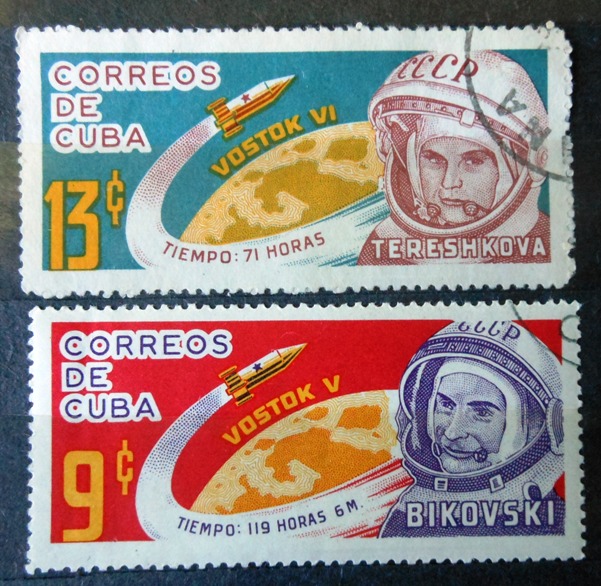 CORREOS
DE
CUBA
13¢
VOSTOK VI
TIEMPO: 71 HORAS
CCCP
TERESHKOVA
CORREOS
DE
CUBA
9¢
VOSTOK V
TIEMPO: 119 HORAS 6 M.
CCCP
BIKOVSKI